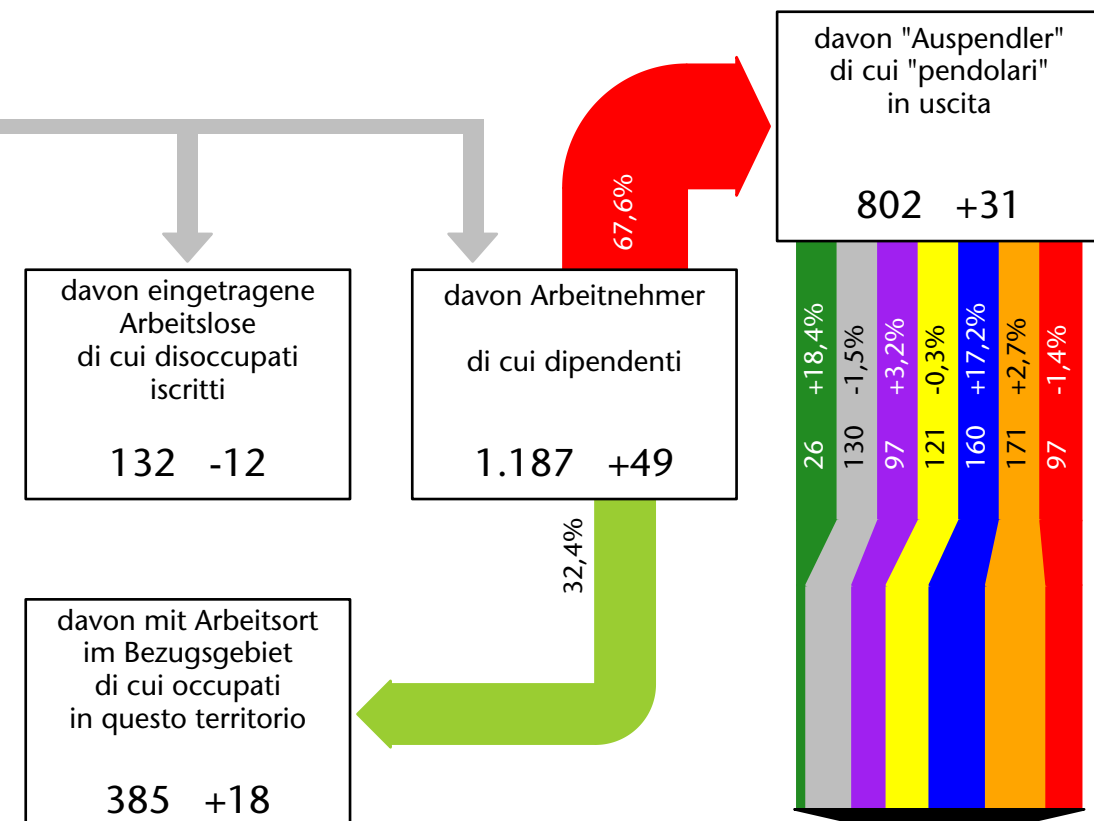 davon "Auspendler"
di cui "pendolari"
in uscita
802 +31
67,6%
davon eingetragene
Arbeitslose
di cui disoccupati
iscritti
132 -12
davon Arbeitnehmer
di cui dipendenti
1.187 +49
26 +18,4%
130 -1,5%
97 +3,2%
121 -0,3%
160 +17,2%
171 +2,7%
97 -1,4%
32,4%
davon mit Arbeitsort
im Bezugsgebiet
di cui occupati
in questo territorio
385 +18